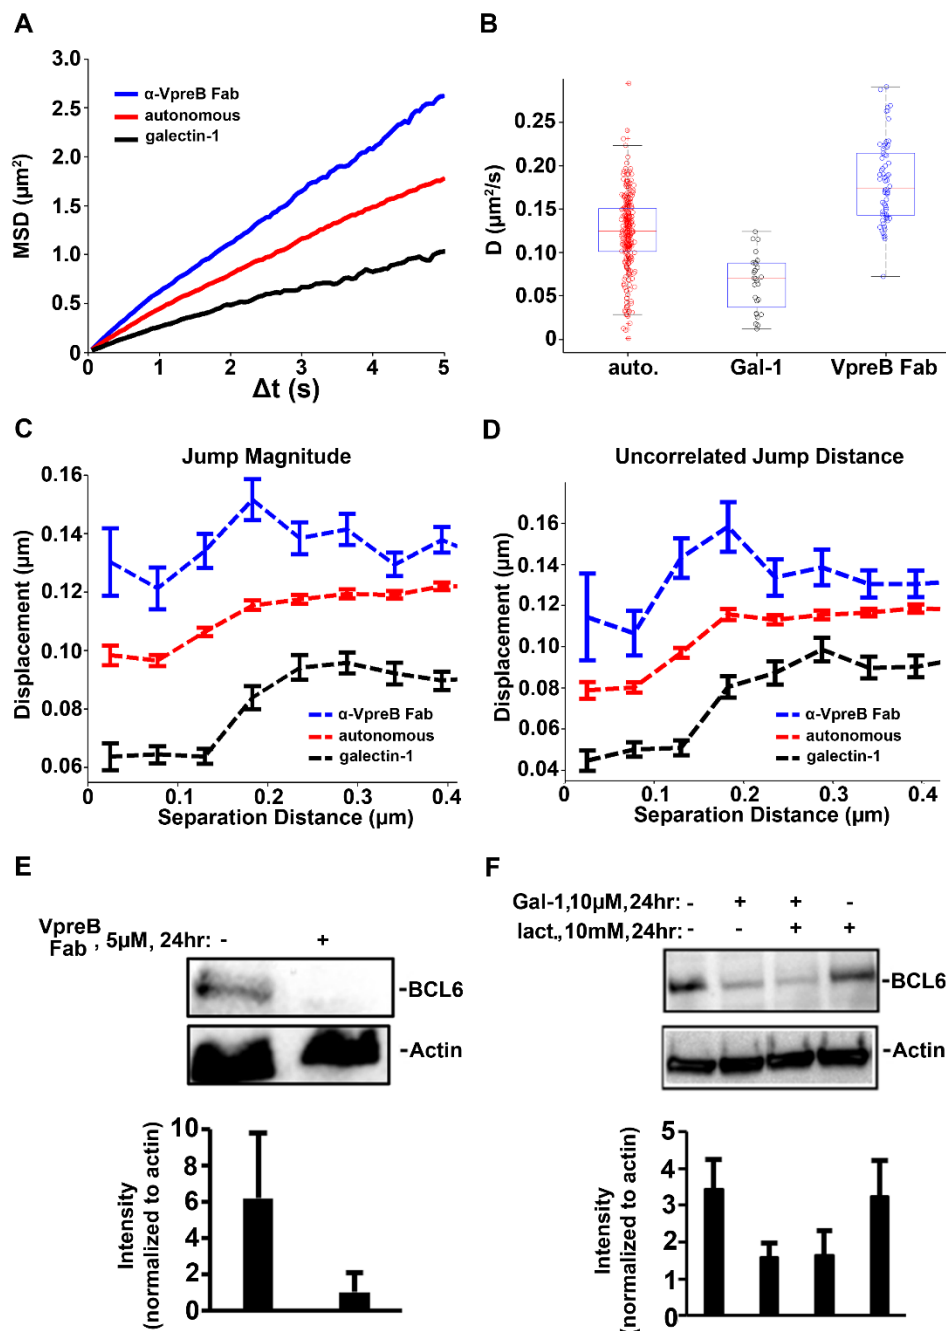 A
3.0
2.5
2.0
1.5
1.0
0.5
0
MSD (µm²)
α-VpreB Fab
autonomous
galectin-1
1 2 3 4 5
Δt (s)
B
0.25
0.20
0.15
0.10
0.05
0
D (µm²/s)
auto. Gal-1 VpreB Fab
C
Jump Magnitude
0.16
0.14
0.12
0.10
0.08
0.06
Displacement (µm)
α-VpreB Fab
autonomous
galectin-1
0 0.1 0.2 0.3 0.4
Separation Distance (µm)
D
Uncorrelated Jump Distance
0.16
0.12
0.10
0.08
0.06
0.04
Displacement (µm)
α-VpreB Fab
autonomous
galectin-1
0 0.1 0.2 0.3 0.4
Separation Distance (µm)
E
VpreB
Fab , 5µM, 24hr: - +
-BCL6
-Actin
10
8
6
4
2
0
Intensity
(normalized to actin)
F
Gal-1,10µM,24hr: - + + -
lact.,10mM,24hr: - - + +
-BCL6
-Actin
5
4
3
2
1
0
Intensity
(normalized to actin)